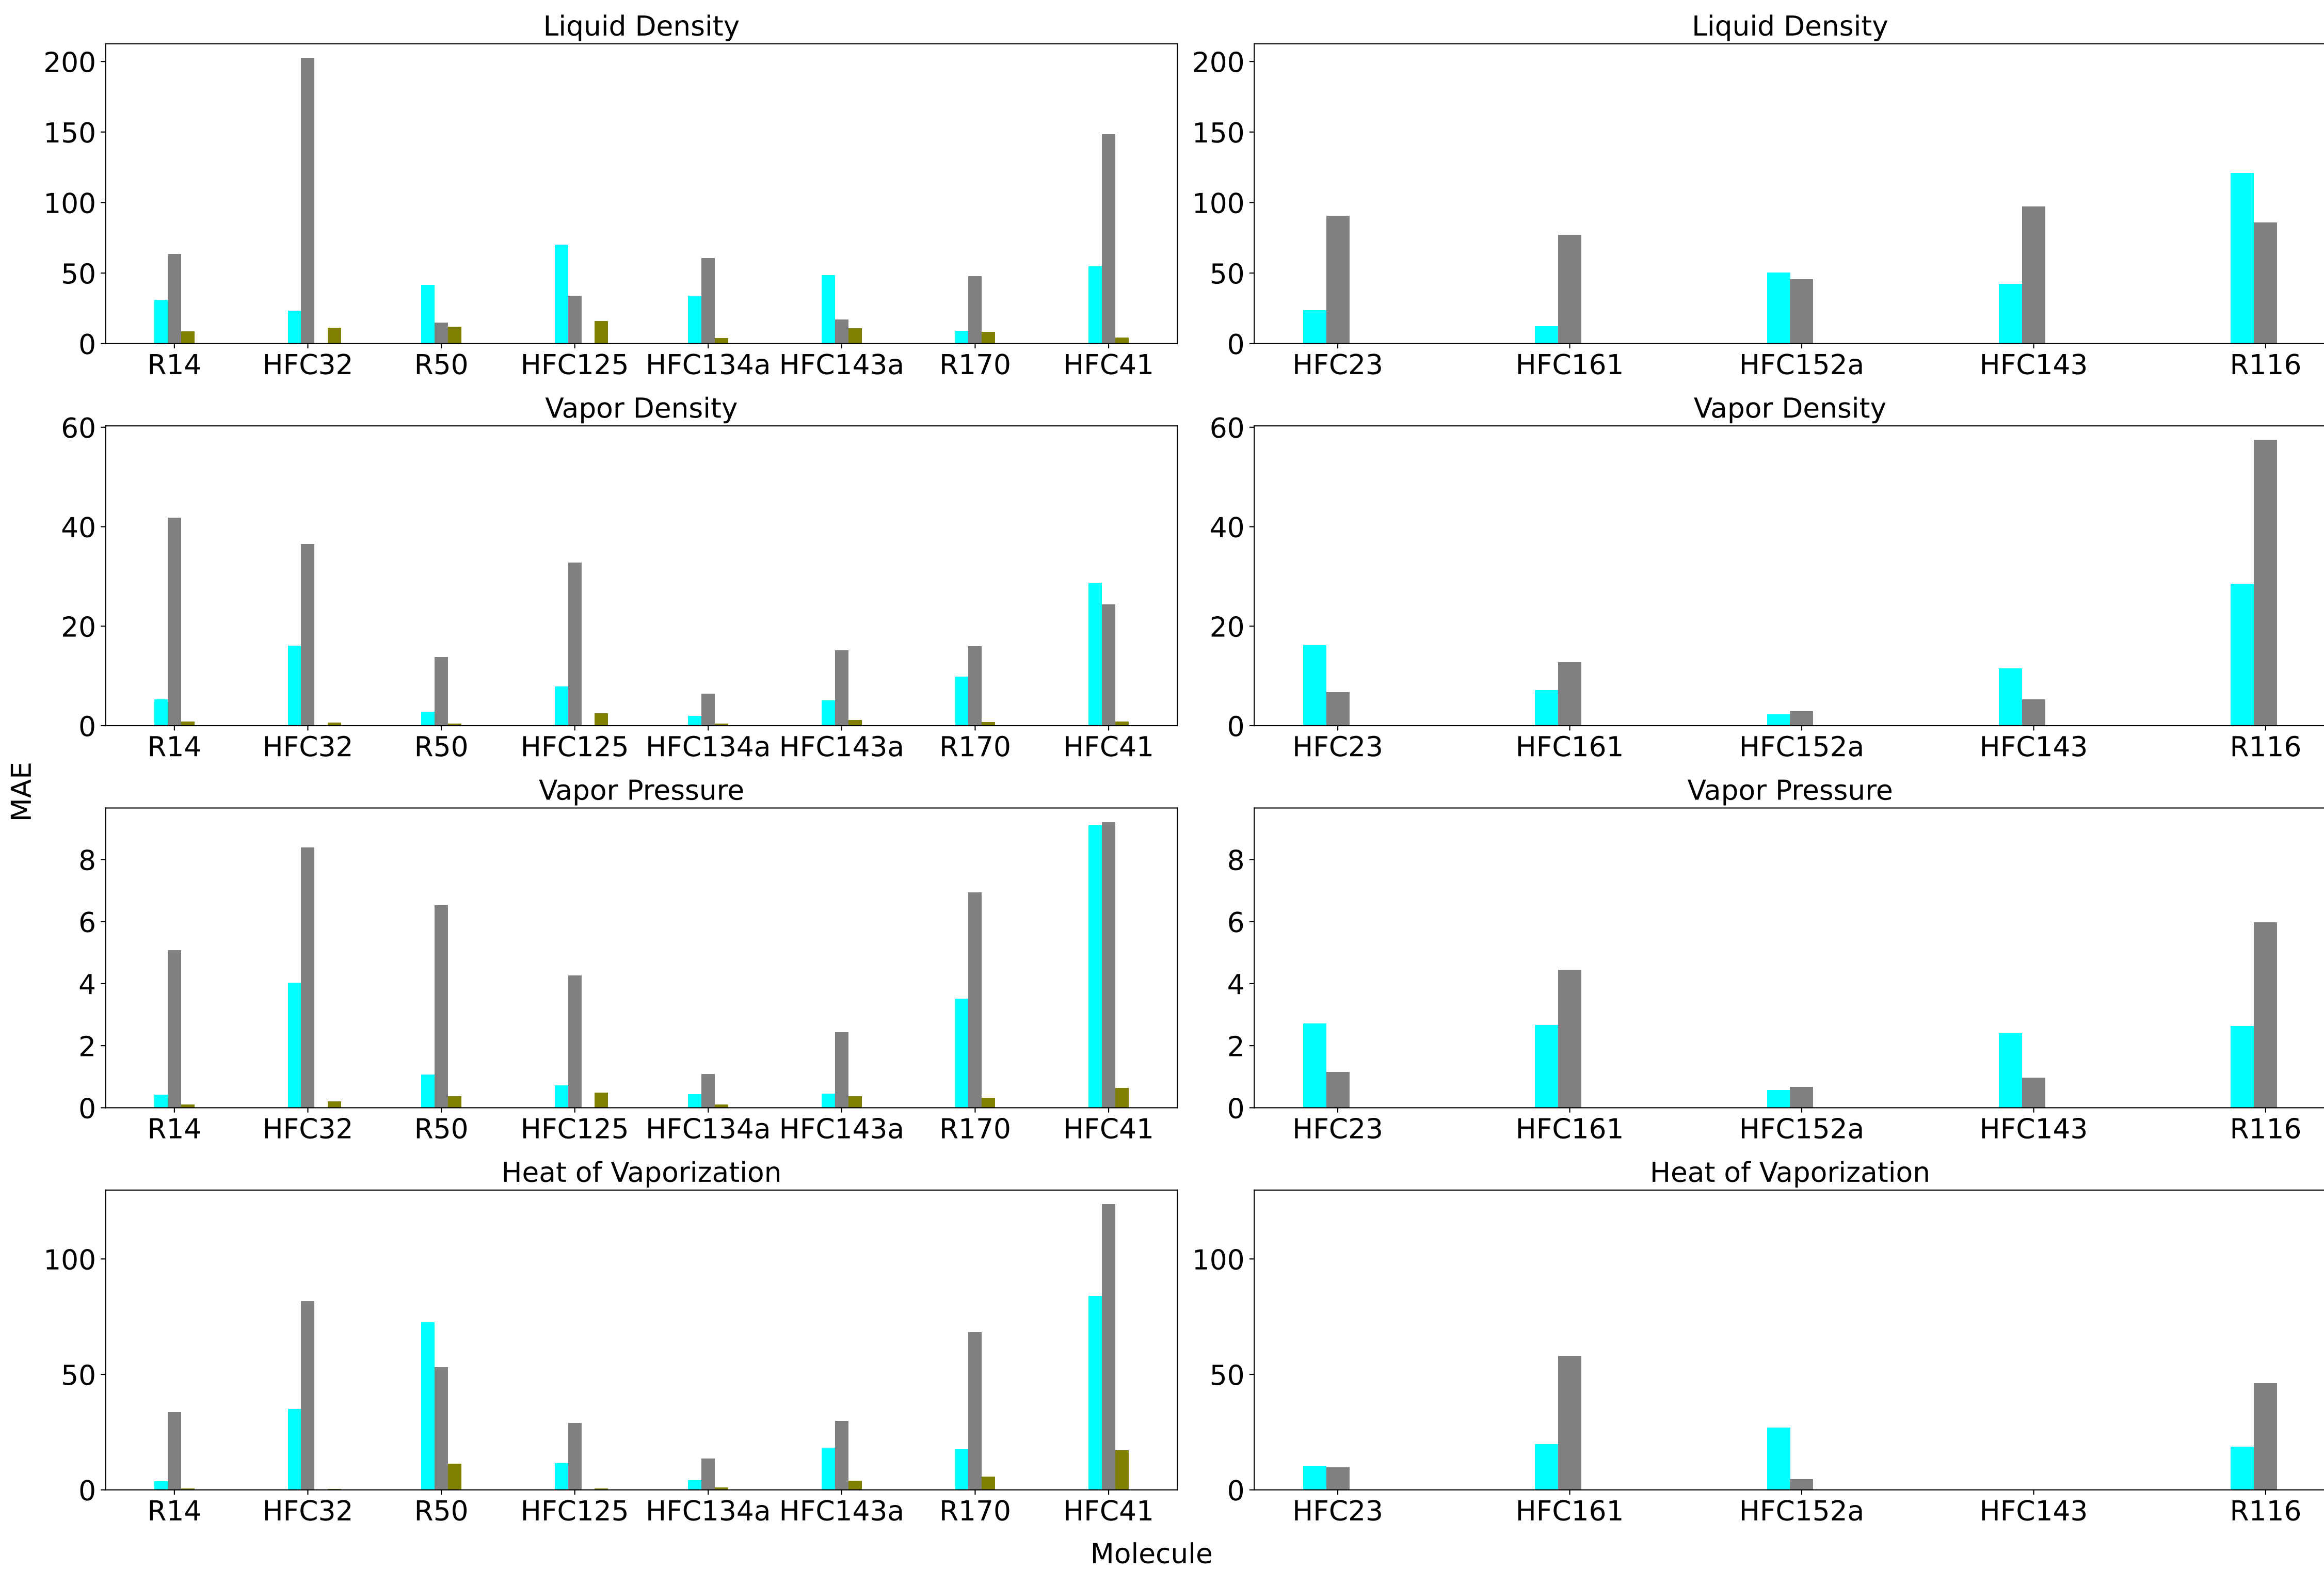 Liquid Density
200
150
100
50
0
R14 HFC32 R50 HFC125 HFC134a HFC143a R170 HFC41
Liquid Density
200
150
100
50
0
HFC23 HFC161 HFC152a HFC143 R116
Vapor Density
60
40
20
0
R14 HFC32 R50 HFC125 HFC134a HFC143a R170 HFC41
Vapor Density
60
40
20
0
HFC23 HFC161 HFC152a HFC143 R116
MAE
Vapor Pressure
8
6
4
2
0
R14 HFC32 R50 HFC125 HFC134a HFC143a R170 HFC41
Vapor Pressure
8
6
4
2
0
HFC23 HFC161 HFC152a HFC143 R116
Heat of Vaporization
100
50
0
R14 HFC32 R50 HFC125 HFC134a HFC143a R170 HFC41
Heat of Vaporization
100
50
0
HFC23 HFC161 HFC152a HFC143 R116
Molecule